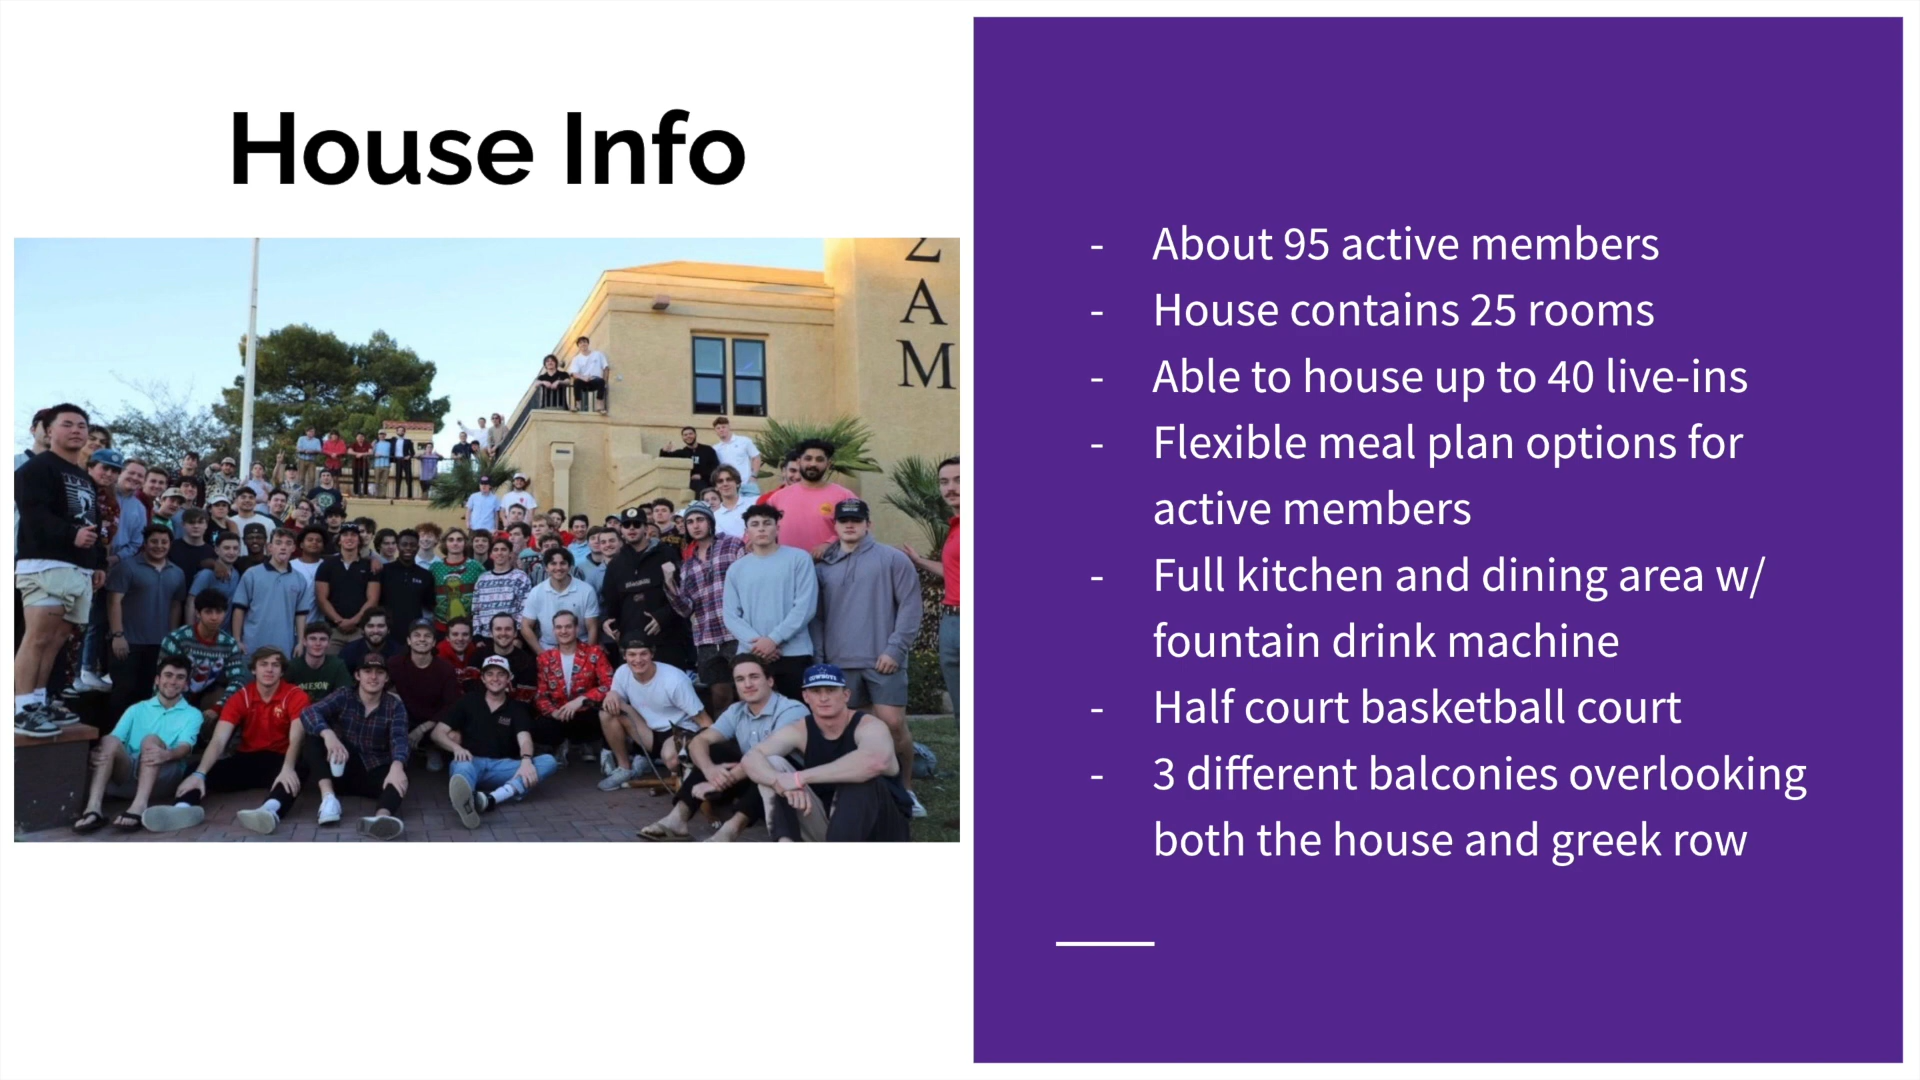 House Info
Σ
A
M
- About 95 active members
- House contains 25 rooms
- Able to house up to 40 live-ins
- Flexible meal plan options for
active members
- Full kitchen and dining area w/
fountain drink machine
- Half court basketball court
- 3 different balconies overlooking
both the house and greek row